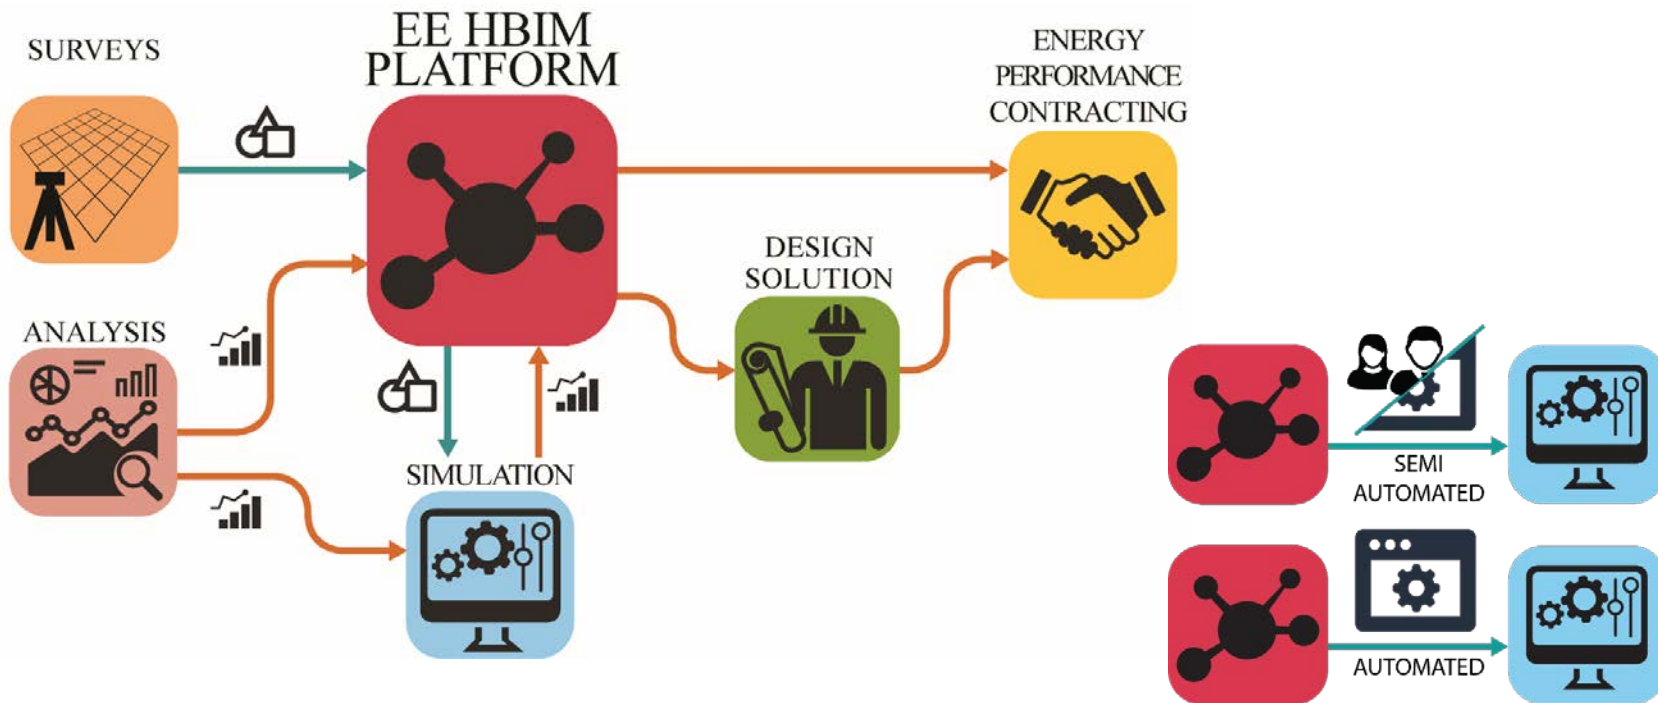 SURVEYS
EE HBIM
PLATFORM
ENERGY
PERFORMANCE
CONTRACTING
DESIGN
SOLUTION
ANALYSIS
SIMULATION
SEMI
AUTOMATED
AUTOMATED